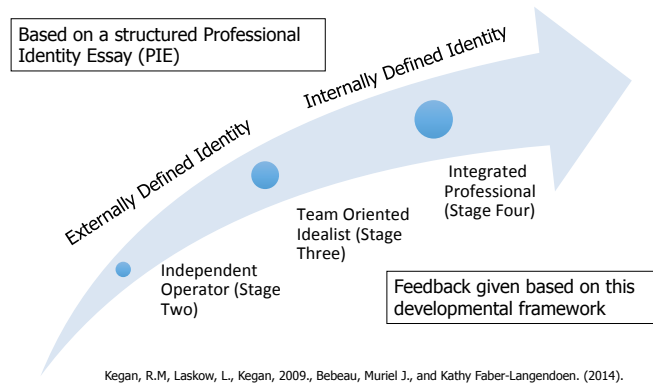 Based on a structured Professional
Identity Essay (PIE)
Internally Defined Identity
Externally Defined Identity
Integrated
Professional
(Stage Four)
Team Oriented
Idealist (Stage
Three)
Independent
Operator (Stage
Two)
Feedback given based on this
developmental framework
Kegan, R.M, Laskow, L., Kegan, 2009., Bebeau, Muriel J., and Kathy Faber-Langendoen. (2014).